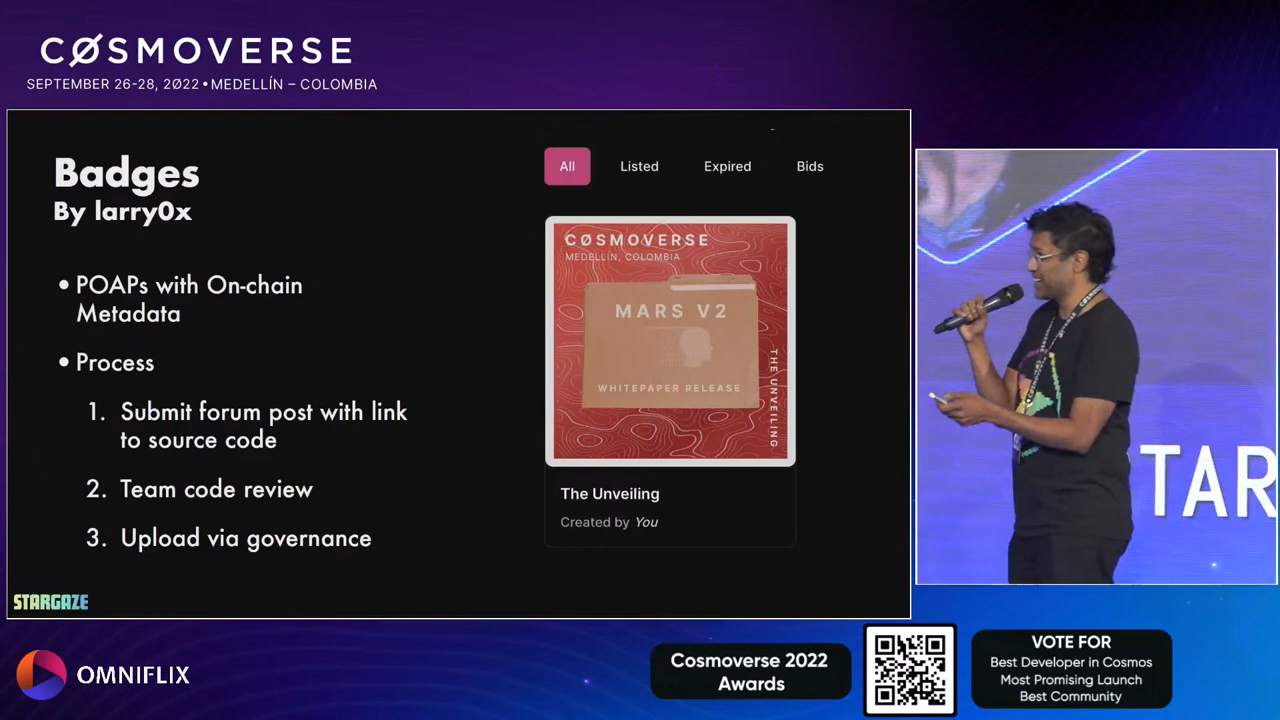 CØSMOVERSE
SEPTEMBER 26-28, 2Ø22 • MEDELLÍN – COLOMBIA
Badges
By larry0x
• POAPs with On-chain
Metadata
• Process
1. Submit forum post with link
to source code
2. Team code review
3. Upload via governance
STARGAZE
All
Listed
Expired
Bids
CØSMOVERSE
MEDELLÍN, COLOMBIA
MARS V2
WHITEPAPER RELEASE
THE UNVEILING
The Unveiling
Created by You
TAR
OMNIFLIX
Cosmoverse 2022
Awards
VOTE FOR
Best Developer in Cosmos
Most Promising Launch
Best Community